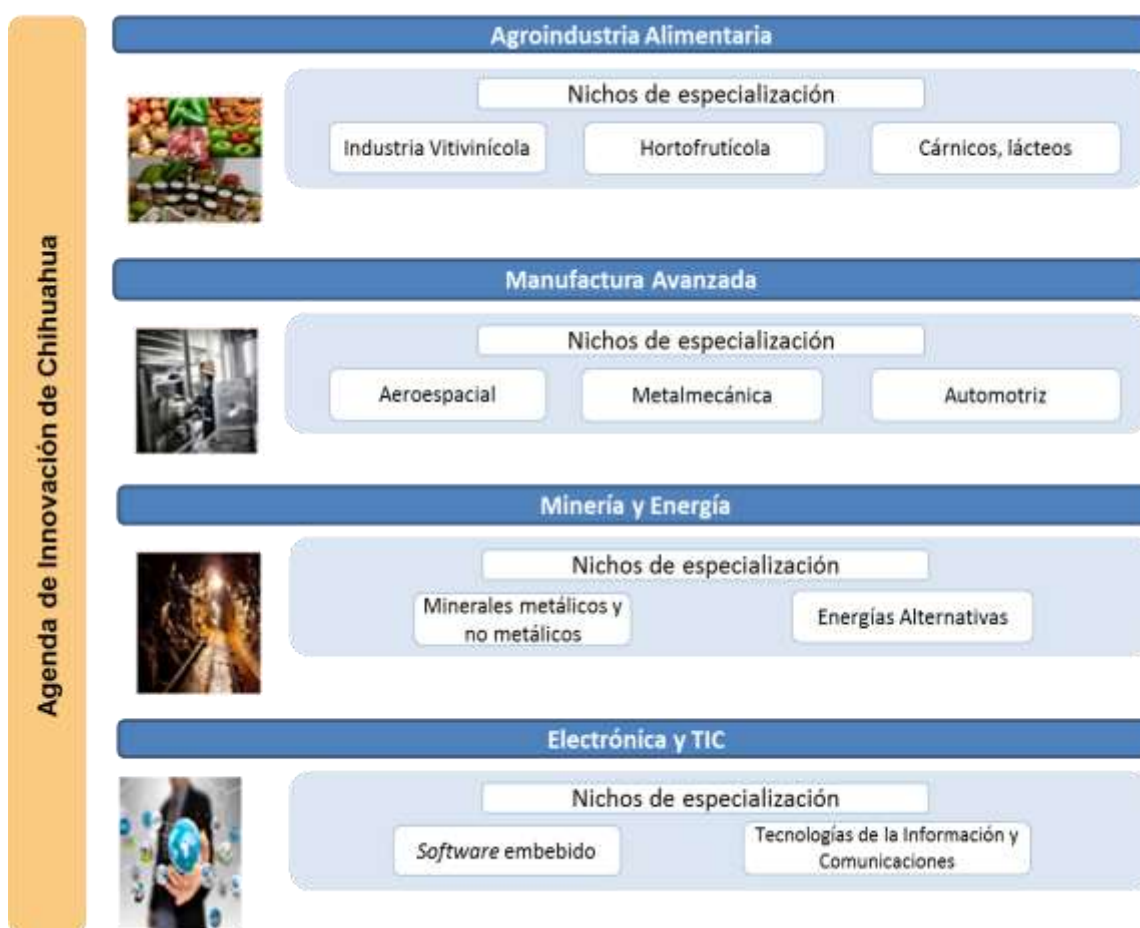 Agenda de Innovación de Chihuahua
Agroindustria Alimentaria
Nichos de especialización
Industria Vitivinícola
Hortofrutícola
Cárnicos, lácteos
Manufactura Avanzada
Nichos de especialización
Aeroespacial
Metalmecánica
Automotriz
Minería y Energía
Nichos de especialización
Minerales metálicos y
no metálicos
Energías Alternativas
Electrónica y TIC
Nichos de especialización
Software embebido
Tecnologías de la Información y
Comunicaciones